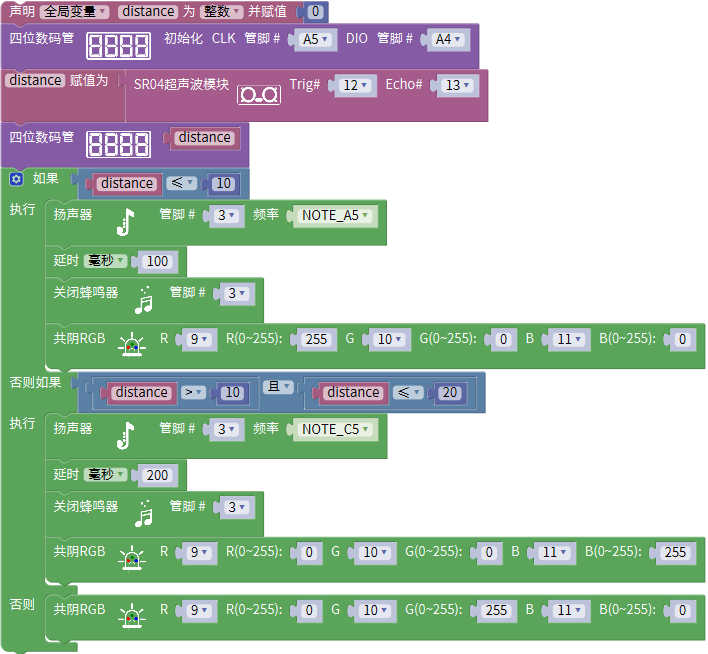 声明 全局变量 distance 为 整数 并赋值 0
四位数码管 初始化 CLK 管脚 # A5 DIO 管脚 # A4
distance 赋值为 SR04超声波模块 Trig# 12 Echo# 13
四位数码管 distance
如果 distance ≤ 10
执行 扬声器 管脚 # 3 频率 NOTE_A5
延时 毫秒 100
关闭蜂鸣器 管脚 # 3
共阴RGB R 9 R(0~255): 255 G 10 G(0~255): 0 B 11 B(0~255): 0
否则如果 distance > 10 且 distance ≤ 20
执行 扬声器 管脚 # 3 频率 NOTE_C5
延时 毫秒 200
关闭蜂鸣器 管脚 # 3
共阴RGB R 9 R(0~255): 0 G 10 G(0~255): 0 B 11 B(0~255): 255
否则 共阴RGB R 9 R(0~255): 0 G 10 G(0~255): 255 B 11 B(0~255): 0